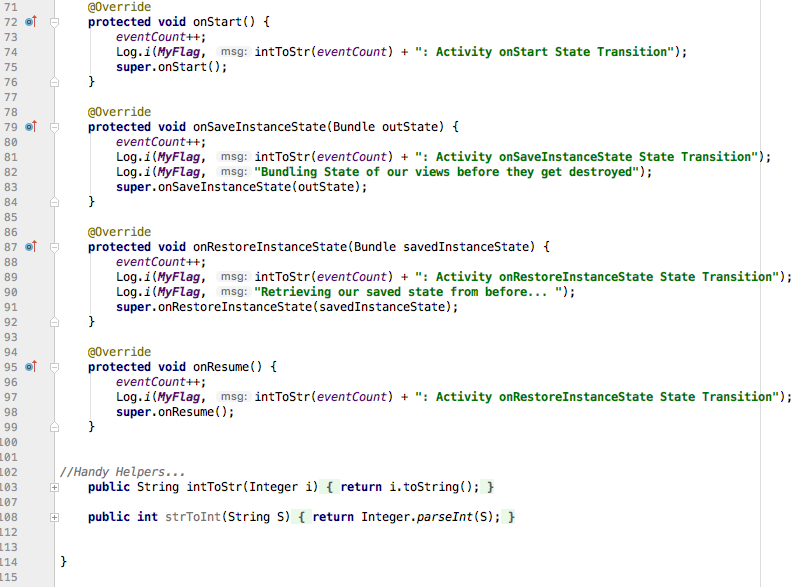 71 @Override
72 protected void onStart() {
73 eventCount++;
74 Log.i(MyFlag, msg: intToStr(eventCount) + ": Activity onStart State Transition");
75 super.onStart();
76 }
77
78 @Override
79 protected void onSaveInstanceState(Bundle outState) {
80 eventCount++;
81 Log.i(MyFlag, msg: intToStr(eventCount) + ": Activity onSaveInstanceState State Transition");
82 Log.i(MyFlag, msg: "Bundling State of our views before they get destroyed");
83 super.onSaveInstanceState(outState);
84 }
85
86 @Override
87 protected void onRestoreInstanceState(Bundle savedInstanceState) {
88 eventCount++;
89 Log.i(MyFlag, msg: intToStr(eventCount) + ": Activity onRestoreInstanceState State Transition");
90 Log.i(MyFlag, msg: "Retrieving our saved state from before... ");
91 super.onRestoreInstanceState(savedInstanceState);
92 }
93
94 @Override
95 protected void onResume() {
96 eventCount++;
97 Log.i(MyFlag, msg: intToStr(eventCount) + ": Activity onRestoreInstanceState State Transition");
98 super.onResume();
99 }
100
101
102 //Handy Helpers...
103 public String intToStr(Integer i) { return i.toString(); }
107
108 public int strToInt(String S) { return Integer.parseInt(S); }
112
113
114 }
115